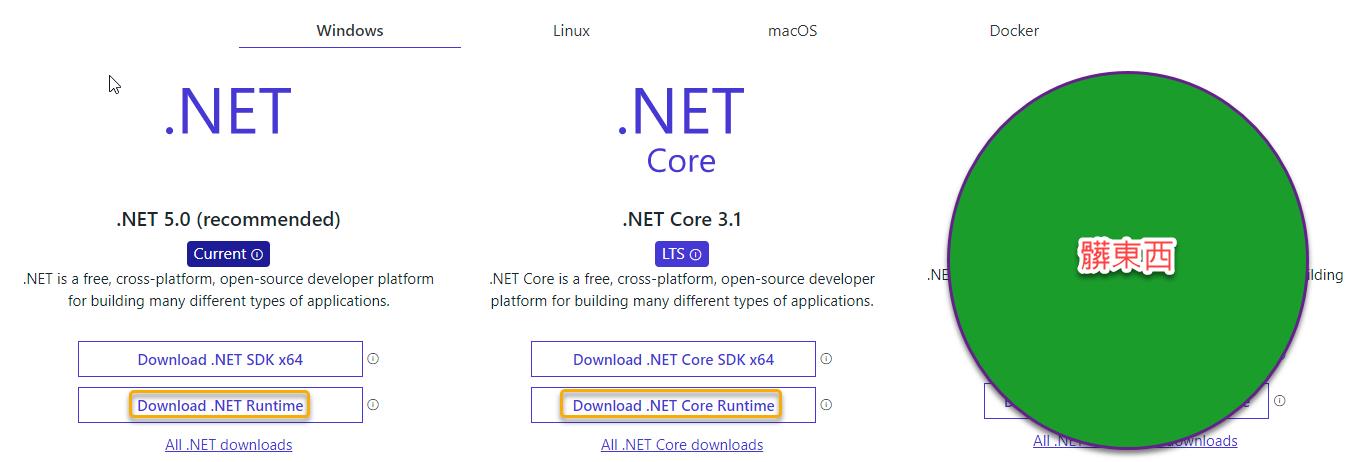 Windows
Linux
macOS
Docker
.NET
.NET 5.0 (recommended)
Current
.NET is a free, cross-platform, open-source developer platform
for building many different types of applications.
Download .NET SDK x64
Download .NET Runtime
All .NET downloads
.NET
Core
.NET Core 3.1
LTS
.NET Core is a free, cross-platform, open-source developer
platform for building many different types of applications.
Download .NET Core SDK x64
Download .NET Core Runtime
All .NET Core downloads
髒東西
All .NET
downloads